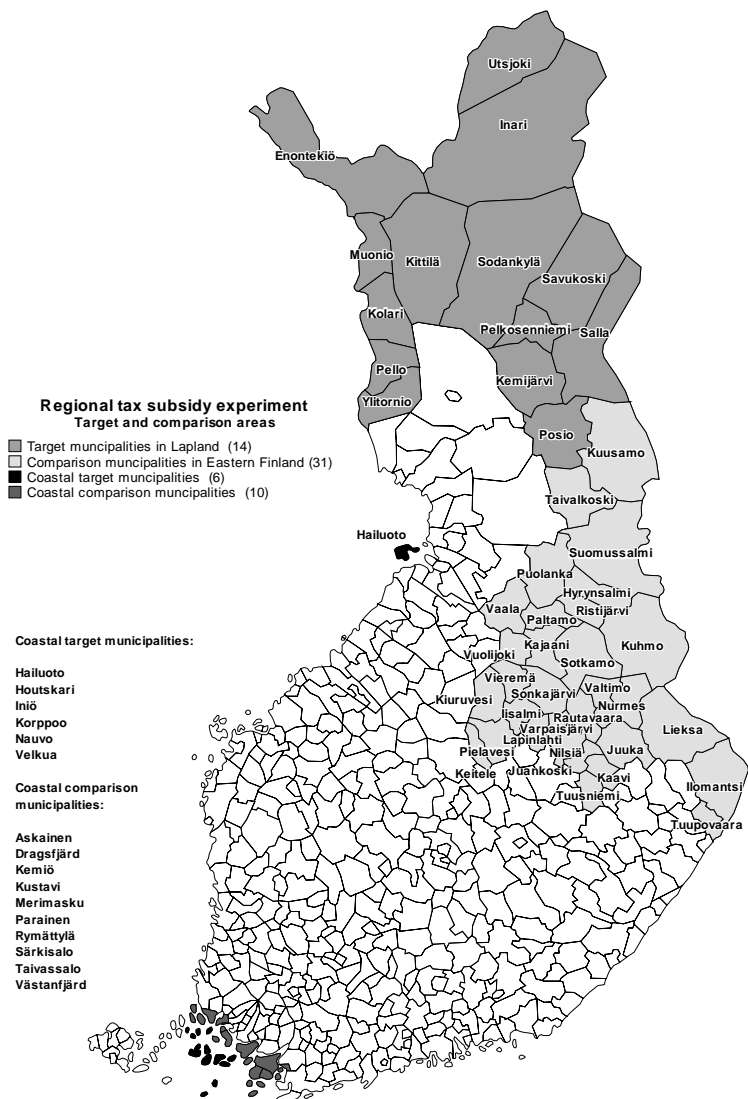 Utsjoki
Inari
Enontekiö
Muonio
Kittilä
Sodankylä
Savukoski
Kolari
Pelkosenniemi
Salla
Pello
Kemijärvi
Ylitornio
Regional tax subsidy experiment
Target and comparison areas
Target muncipalities in Lapland (14)
Comparison muncipalities in Eastern Finland (31)
Coastal target muncipalities (6)
Coastal comparison muncipalities (10)
Posio
Kuusamo
Taivalkoski
Hailuoto
Suomussalmi
Puolanka
Hyrynsalmi
Vaala
Ristijärvi
Paltamo
Kajaani
Kuhmo
Vuolijoki
Sotkamo
Vieremä
Valtimo
Kiuruvesi
Sonkajärvi
Nurmes
Iisalmi
Rautavaara
Varpaisjärvi
Lieksa
Lapinlahti
Pielavesi
Nilsiä
Juuka
Keitele
Juankoski
Kaavi
Ilomantsi
Tuusniemi
Tuupovaara
Coastal target municipalities:
Hailuoto
Houtskari
Iniö
Korppoo
Nauvo
Velkua
Coastal comparison
municipalities:
Askainen
Dragsfjärd
Kemiö
Kustavi
Merimasku
Parainen
Rymättylä
Särkisalo
Taivassalo
Västanfjärd